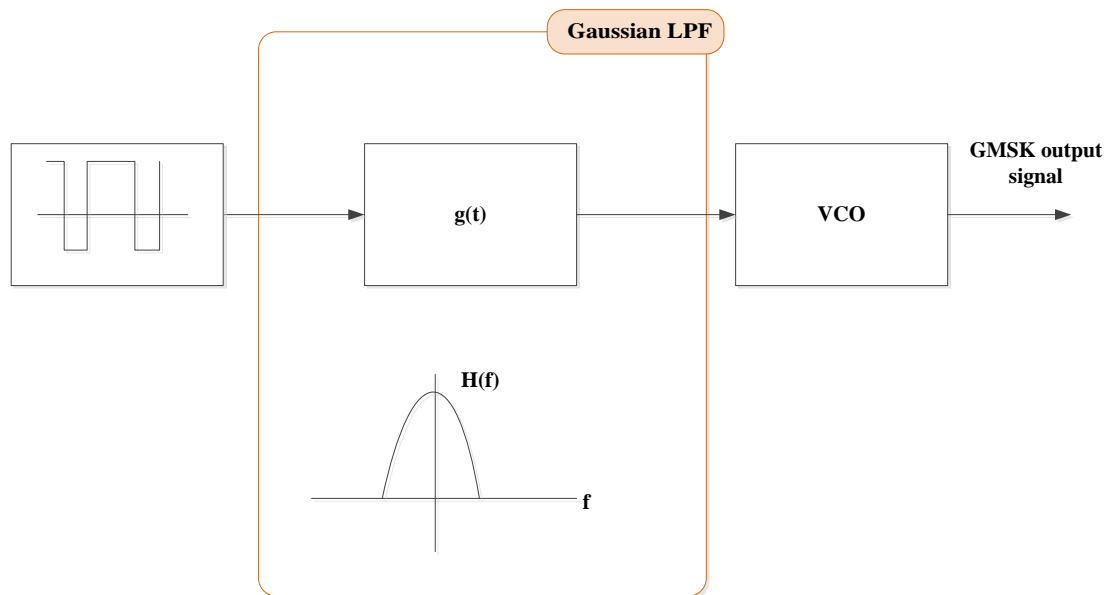 Gaussian LPF
GMSK output
signal
g(t)
VCO
H(f)
f